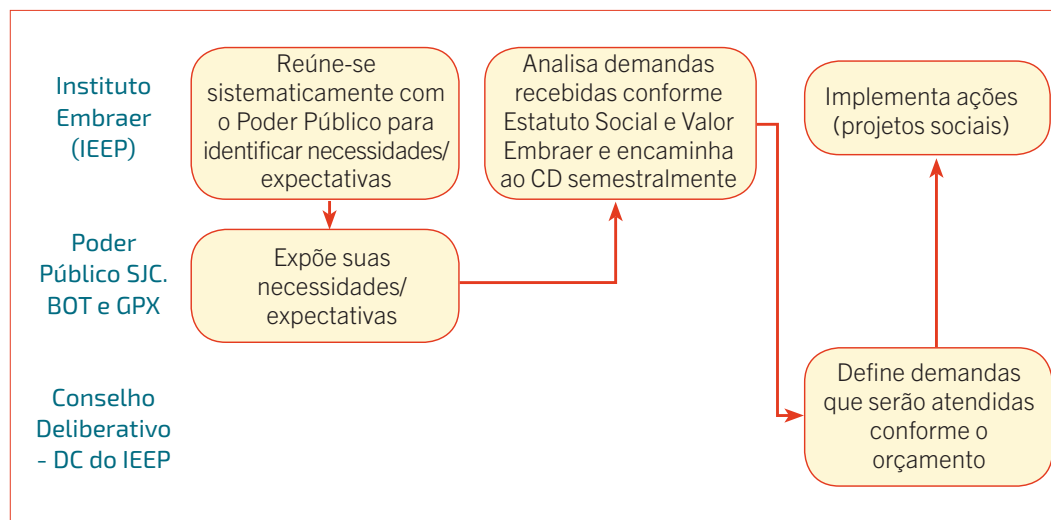 Instituto
Embraer
(IEEP)
Reúne-se
sistematicamente com
o Poder Público para
identificar necessidades/
expectativas
Analisa demandas
recebidas conforme
Estatuto Social e Valor
Embraer e encaminha
ao CD semestralmente
Implementa ações
(projetos sociais)
Poder
Público SJC.
BOT e GPX
Expõe suas
necessidades/
expectativas
Conselho
Deliberativo
- DC do IEEP
Define demandas
que serão atendidas
conforme o
orçamento